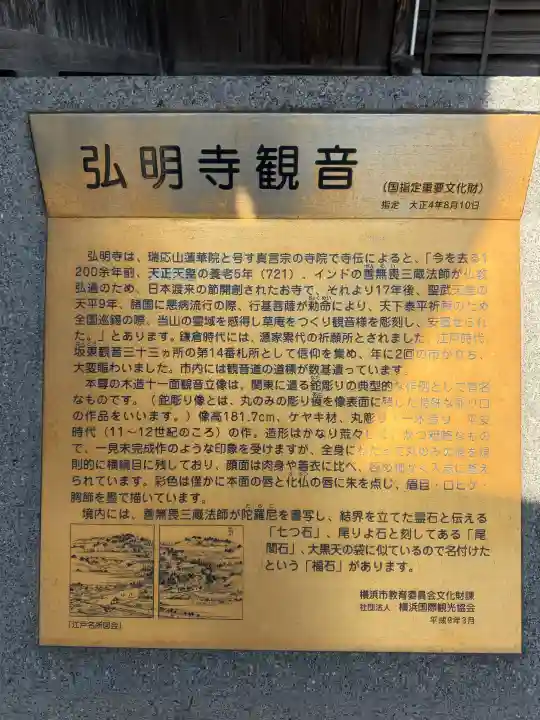 弘明寺観音
(国指定重要文化財)
指定 大正4年8月10日
弘明寺は、瑞応山蓮華院と号す真言宗の寺院で寺伝によると、「今を去る1
200余年前、天正天皇の養老5年(721)、インドの善無畏三蔵法師が仏教
弘通のため、日本渡来の節開創されたお寺で、それより17年後、聖武天皇の
天平9年、諸国に悪病流行の際、行基菩薩が勅命により、天下泰平祈願のため
全国巡錫の際、当山の霊域を感得し草庵をつくり観音様を彫刻し、安置せられ
た。」とあります。鎌倉時代には、源家累代の祈願所とされました。江戸時代
坂東観音三十三ヵ所の第14番札所として信仰を集め、年に2回の市がたち、
大変賑わいました。市内には観音道の道標が数基遺っています。
本尊の木造十一面観音立像は、関東に遺る鉈彫りの典型的な作例として著名
なものです。(鉈彫り像とは、丸のみの彫り痕を像表面に残した
の作品をいいます。)像高181.7cm、ケヤキ材、丸彫り、一木造り、平安
時代(11〜12世紀のころ)の作。造形はかなり荒々しく、かつ
で、一見未完成作のような印象を受けますが、全身にわたって丸のみの痕を規
則的に横縞目に残しており、顔面は肉身や着衣に比べ、
られています。彩色は僅かに本面の唇と化仏の唇に朱を点じ、眉目・口ヒゲ・
胸飾を墨で描いています。
境内には、善無畏三蔵法師が陀羅尼を書写し、結界を立てた霊石と伝える
「七つ石」、尾りょ石と刻してある「尾
閭石」、大黒天の袋に似ているので名付けた
という「福石」があります。
「江戸名所図会」
横浜市教育委員会文化財課
社団法人 横浜国際観光協会
平成9年3月